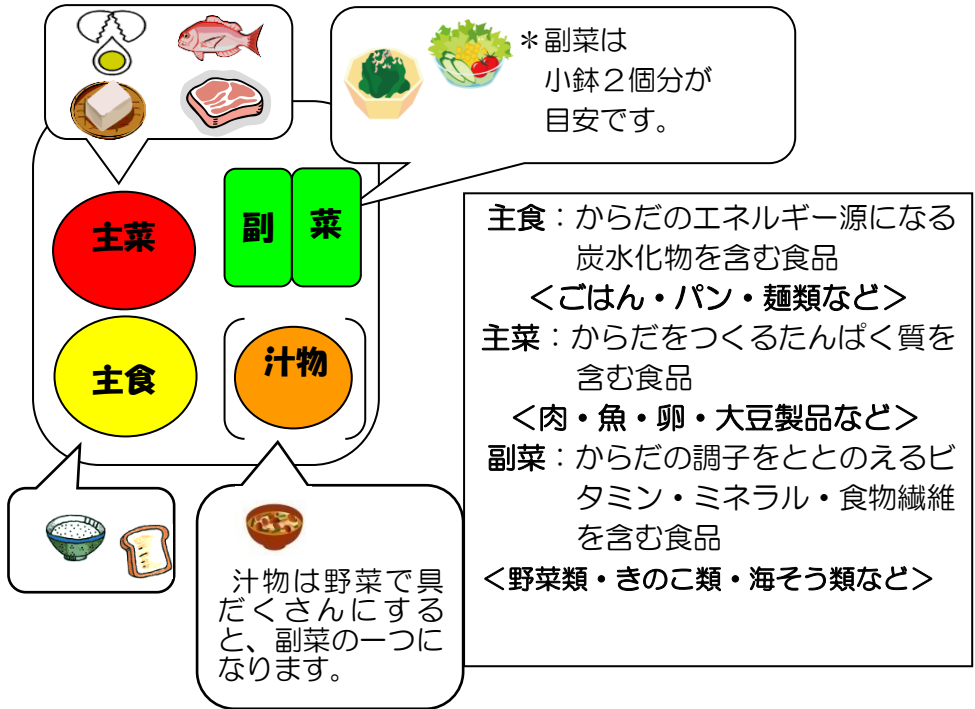 ＊副菜は
小鉢２個分が
目安です。
主菜
副 菜
主食
汁物
汁物は野菜で具
だくさんにする
と、副菜の一つに
なります。
主食：からだのエネルギー源になる
炭水化物を含む食品
＜ごはん・パン・麺類など＞
主菜：からだをつくるたんぱく質を
含む食品
＜肉・魚・卵・大豆製品など＞
副菜：からだの調子をととのえるビ
タミン・ミネラル・食物繊維
を含む食品
＜野菜類・きのこ類・海そう類など＞